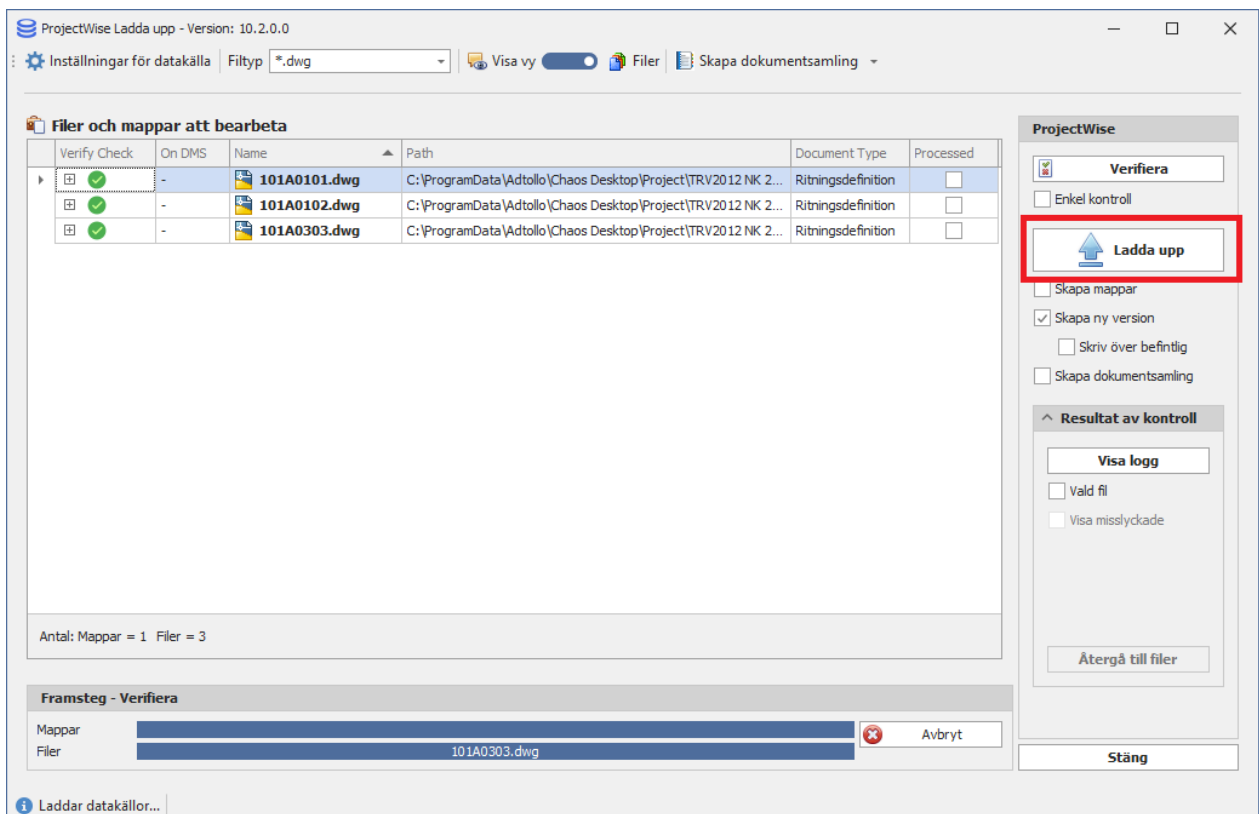 ProjectWise Ladda upp - Version: 10.2.0.0
Inställningar för datakälla Filtyp *.dwg Visa vy Filer Skapa dokumentsamling
Filer och mappar att bearbeta
Verify Check On DMS Name Path Document Type Processed
- 101A0101.dwg C:\ProgramData\Adtollo\Chaos Desktop\Project\TRV2012 NK 2... Ritningsdefinition
- 101A0102.dwg C:\ProgramData\Adtollo\Chaos Desktop\Project\TRV2012 NK 2... Ritningsdefinition
- 101A0303.dwg C:\ProgramData\Adtollo\Chaos Desktop\Project\TRV2012 NK 2... Ritningsdefinition
Antal: Mappar = 1 Filer = 3
Framsteg - Verifiera
Mappar
Filer 101A0303.dwg
Avbryt
ProjectWise
Verifiera
Enkel kontroll
Ladda upp
Skapa mappar
Skapa ny version
Skriv över befintlig
Skapa dokumentsamling
Resultat av kontroll
Visa logg
Vald fil
Visa misslyckade
Återgå till filer
Stäng
Laddar datakällor...